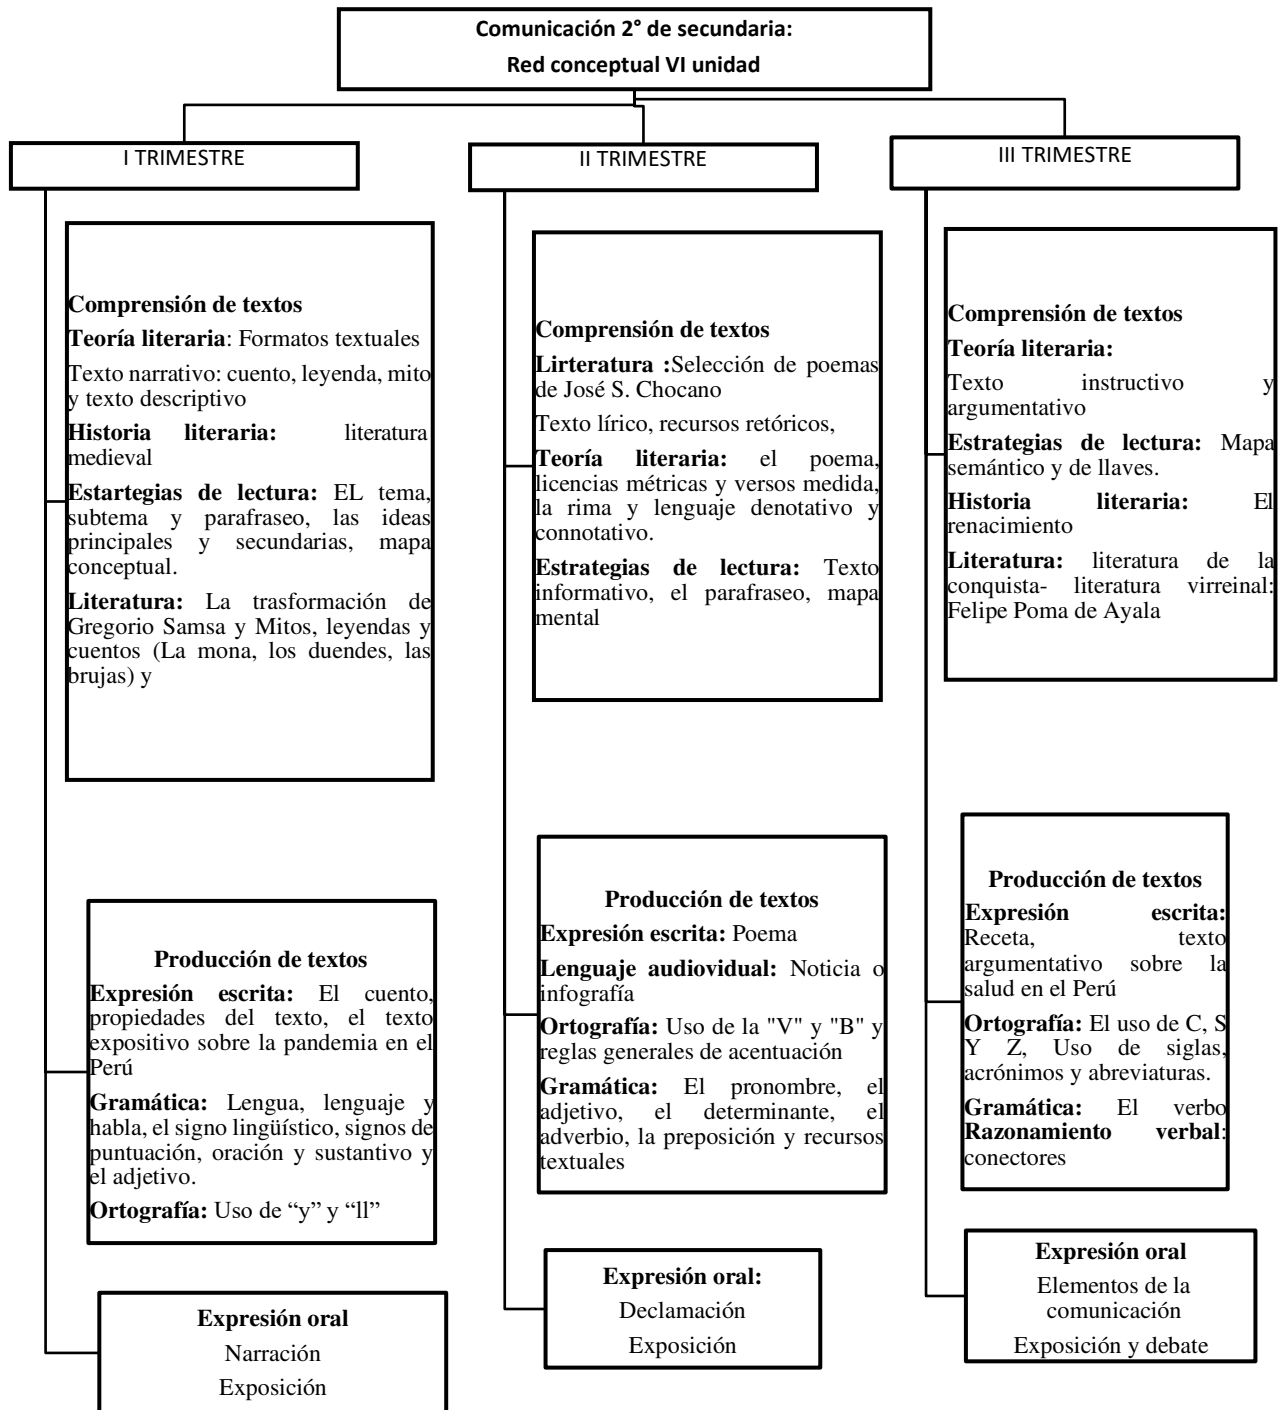 Comunicación 2° de secundaria:
Red conceptual VI unidad
I TRIMESTRE
Comprensión de textos
Teoría literaria: Formatos textuales
Texto narrativo: cuento, leyenda, mito
y texto descriptivo
Historia literaria: literatura
medieval
Estartegias de lectura: EL tema,
subtema y parafraseo, las ideas
principales y secundarias, mapa
conceptual.
Literatura: La trasformación de
Gregorio Samsa y Mitos, leyendas y
cuentos (La mona, los duendes, las
brujas) y
Producción de textos
Expresión escrita: El cuento,
propiedades del texto, el texto
expositivo sobre la pandemia en el
Perú
Gramática: Lengua, lenguaje y
habla, el signo lingüístico, signos de
puntuación, oración y sustantivo y
el adjetivo.
Ortografía: Uso de “y” y “ll”
Expresión oral
Narración
Exposición
II TRIMESTRE
Comprensión de textos
Lirteratura :Selección de poemas
de José S. Chocano
Texto lírico, recursos retóricos,
Teoría literaria: el poema,
licencias métricas y versos medida,
la rima y lenguaje denotativo y
connotativo.
Estrategias de lectura: Texto
informativo, el parafraseo, mapa
mental
Producción de textos
Expresión escrita: Poema
Lenguaje audiovidual: Noticia o
infografía
Ortografía: Uso de la "V" y "B" y
reglas generales de acentuación
Gramática: El pronombre, el
adjetivo, el determinante, el
adverbio, la preposición y recursos
textuales
Expresión oral:
Declamación
Exposición
III TRIMESTRE
Comprensión de textos
Teoría literaria:
Texto instructivo y
argumentativo
Estrategias de lectura: Mapa
semántico y de llaves.
Historia literaria: El
renacimiento
Literatura: literatura de la
conquista- literatura virreinal:
Felipe Poma de Ayala
Producción de textos
Expresión escrita:
Receta, texto
argumentativo sobre la
salud en el Perú
Ortografía: El uso de C, S
Y Z, Uso de siglas,
acrónimos y abreviaturas.
Gramática: El verbo
Razonamiento verbal:
conectores
Expresión oral
Elementos de la
comunicación
Exposición y debate